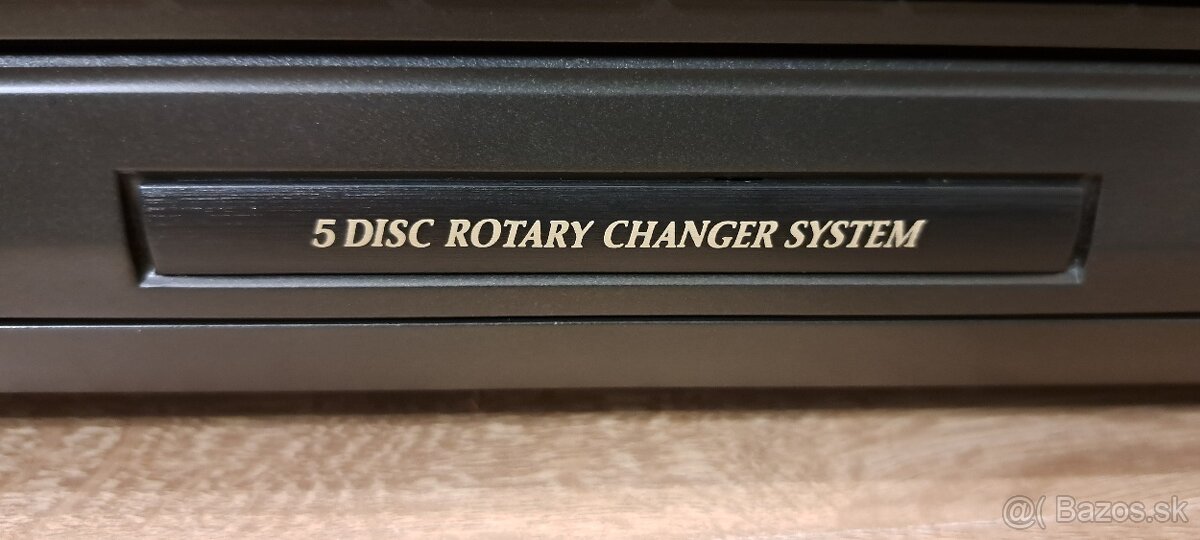 5 DISC ROTARY CHANGER SYSTEM
@( Bazos.sk